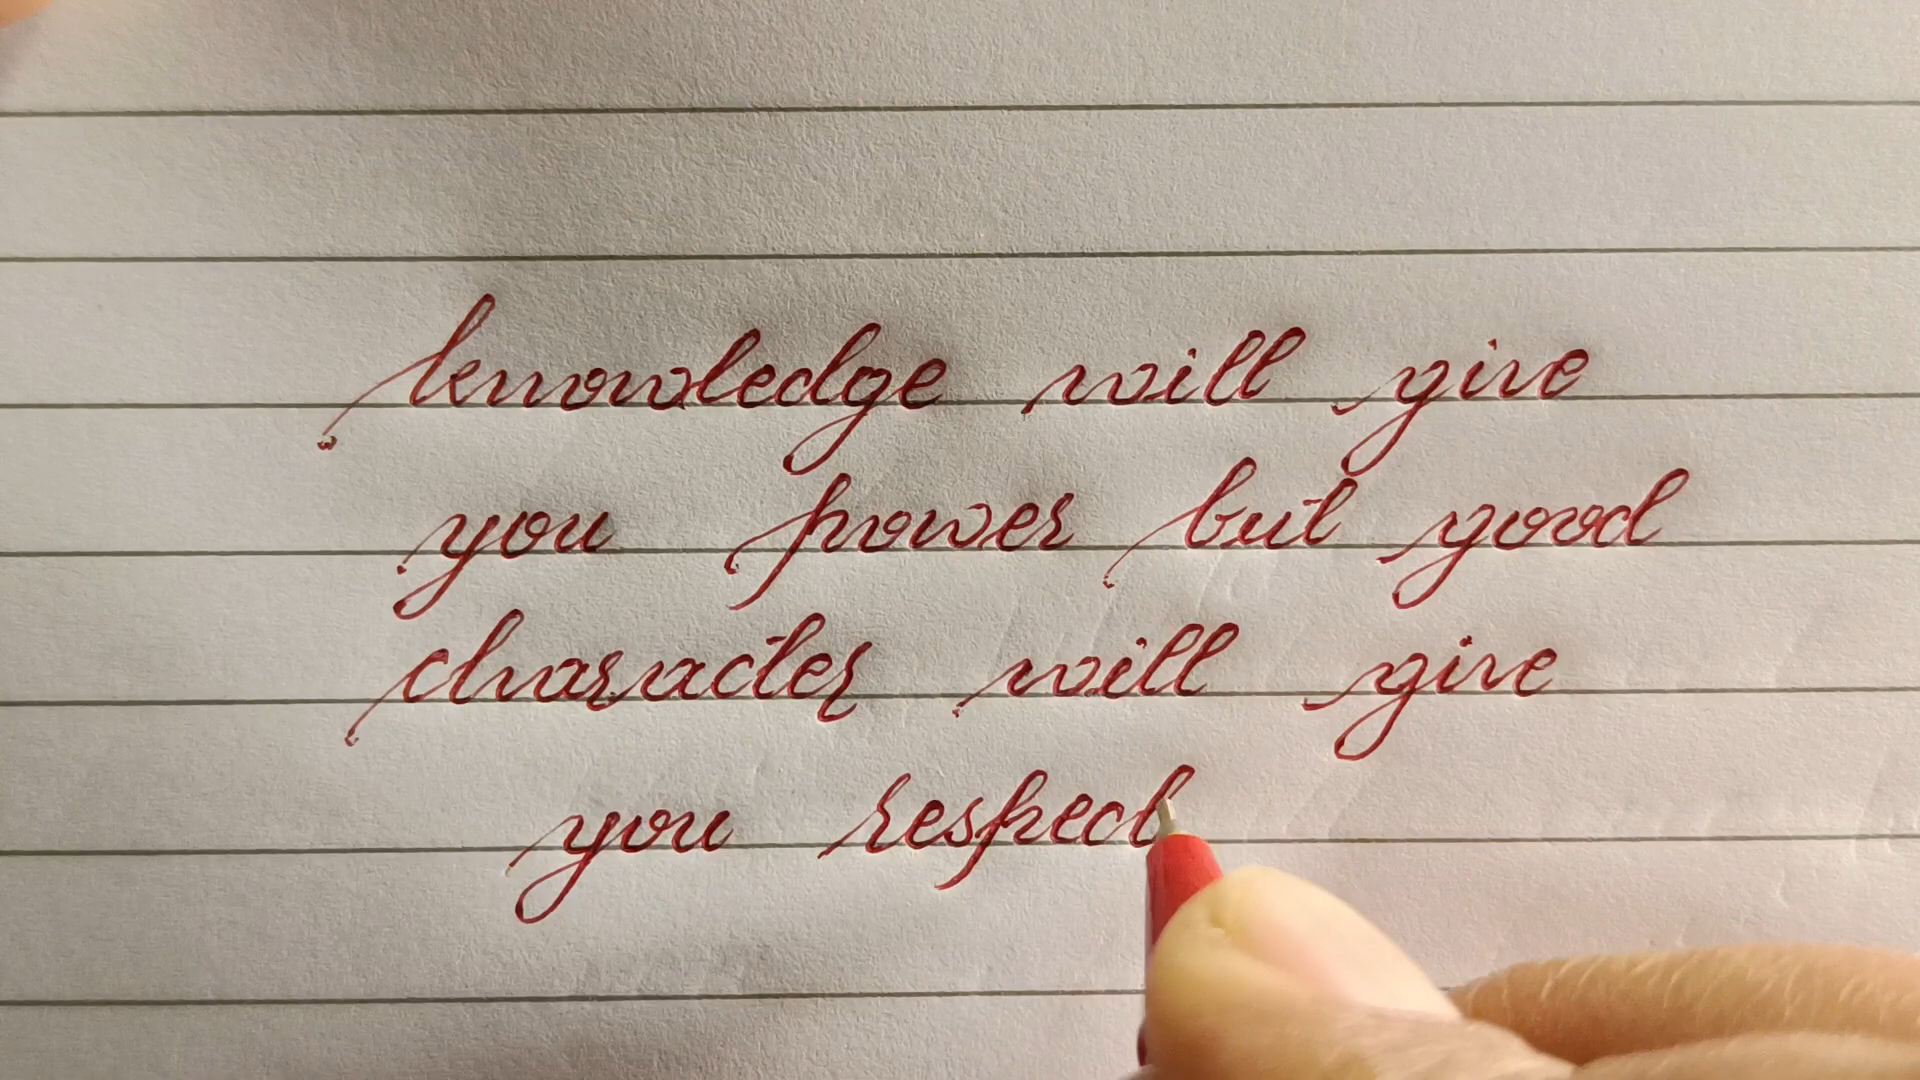 knowledge will give
you power but good
character will give
you respect